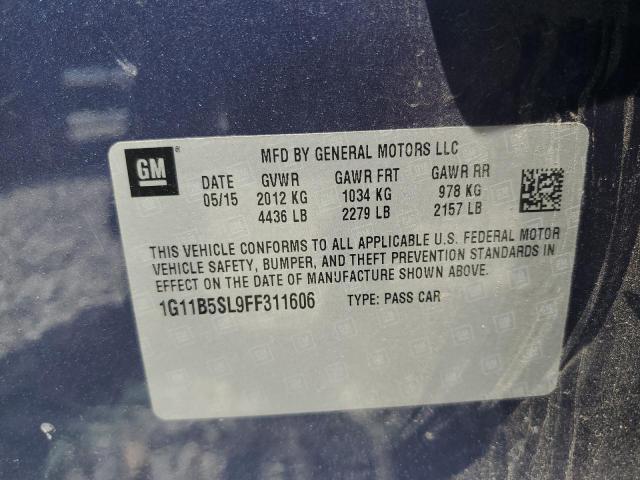 GM ®
MFD BY GENERAL MOTORS LLC
DATE GVWR GAWR FRT GAWR RR
05/15 2012 KG 1034 KG 978 KG
4436 LB 2279 LB 2157 LB
THIS VEHICLE CONFORMS TO ALL APPLICABLE U.S. FEDERAL MOTOR
VEHICLE SAFETY, BUMPER, AND THEFT PREVENTION STANDARDS IN
EFFECT ON THE DATE OF MANUFACTURE SHOWN ABOVE.
1G11B5SL9FF311606 TYPE: PASS CAR